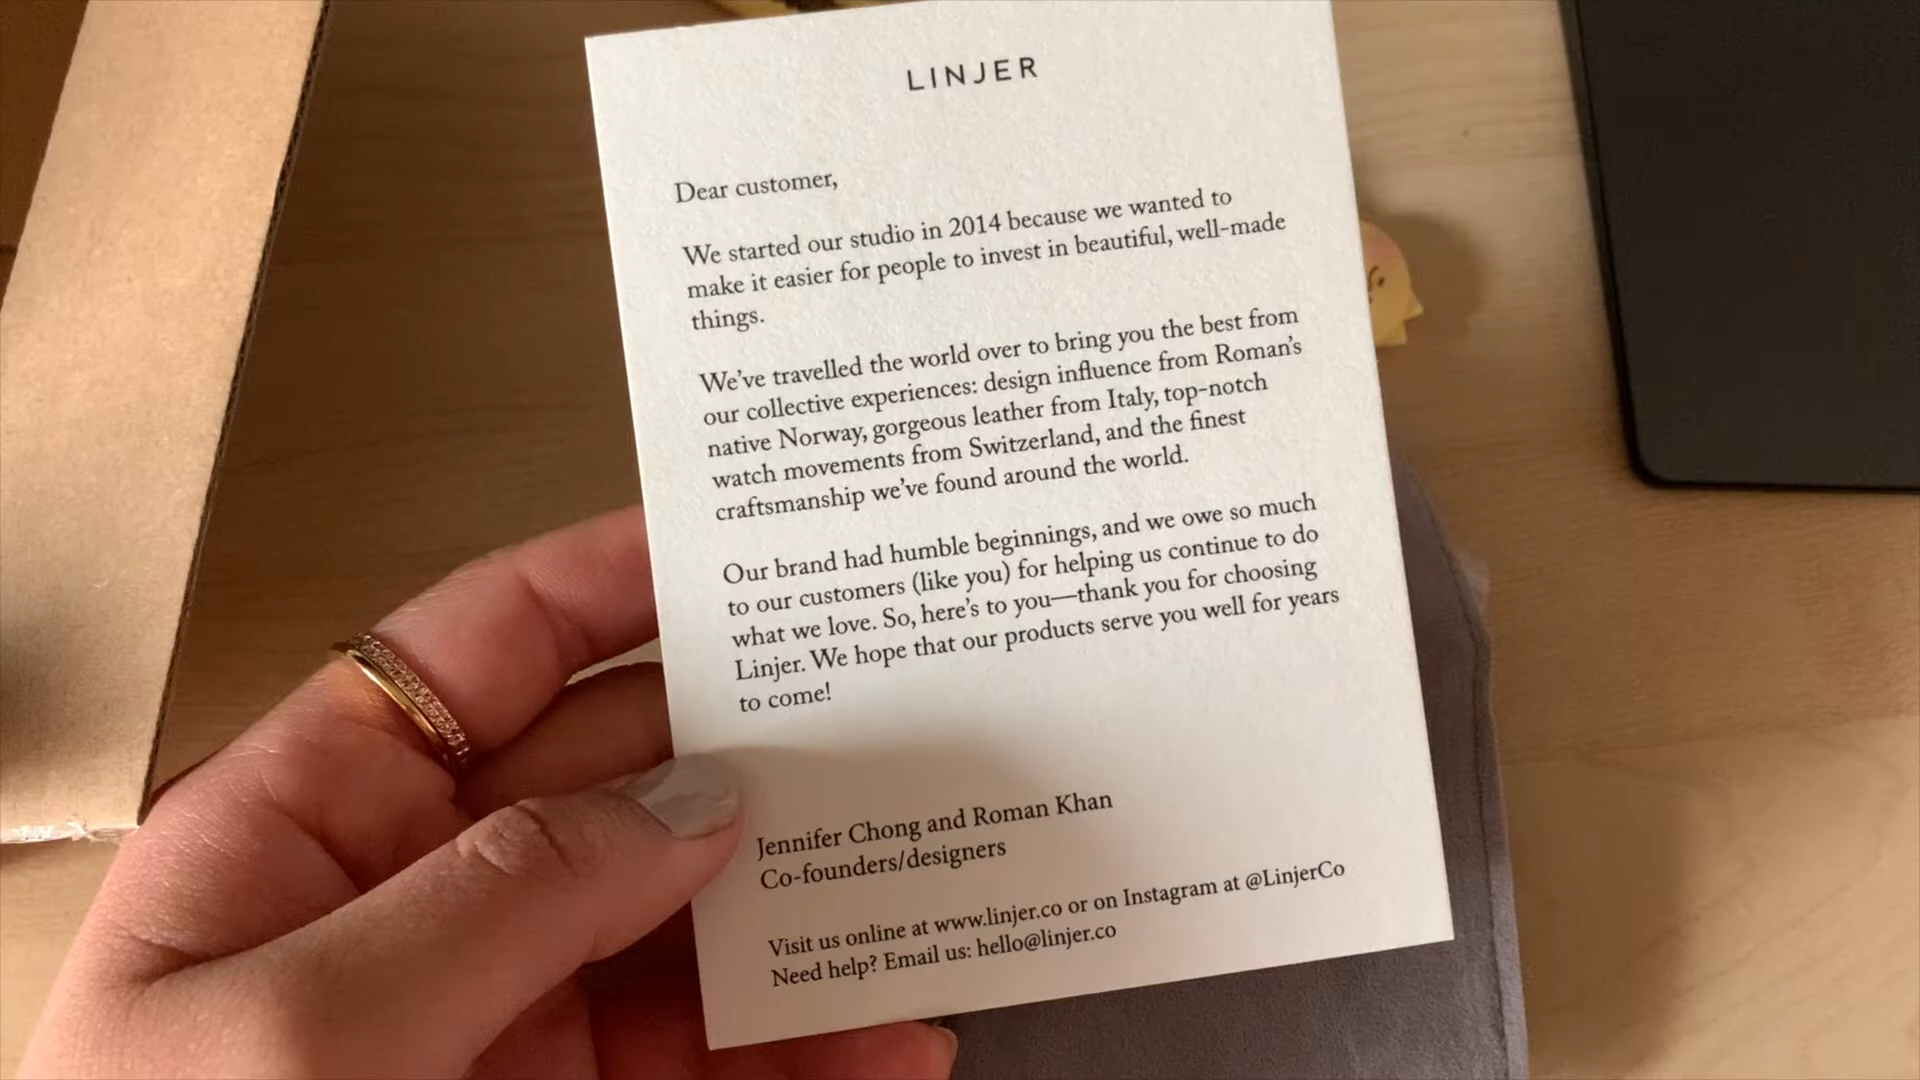 LINJER
Dear customer,
We started our studio in 2014 because we wanted to
make it easier for people to invest in beautiful, well-made
things.
We've travelled the world over to bring you the best from
our collective experiences: design influence from Roman's
native Norway, gorgeous leather from Italy, top-notch
watch movements from Switzerland, and the finest
craftsmanship we've found around the world.
Our brand had humble beginnings, and we owe so much
to our customers (like you) for helping us continue to do
what we love. So, here's to you—thank you for choosing
Linjer. We hope that our products serve you well for years
to come!
Jennifer Chong and Roman Khan
Co-founders/designers
Visit us online at www.linjer.co or on Instagram at @LinjerCo
Need help? Email us: hello@linjer.co